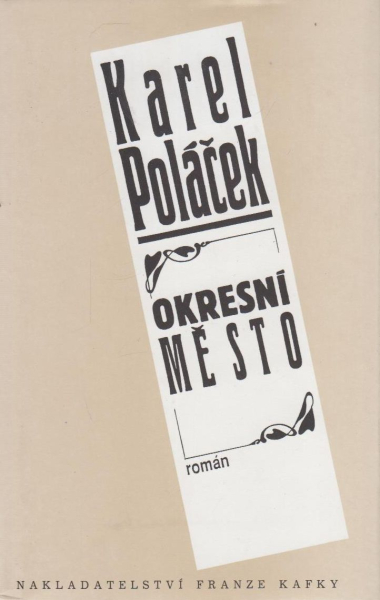 Karel
Poláček
OKRESNÍ
MĚSTO
román
NAKLADATELSTVÍ FRANZE KAFKY